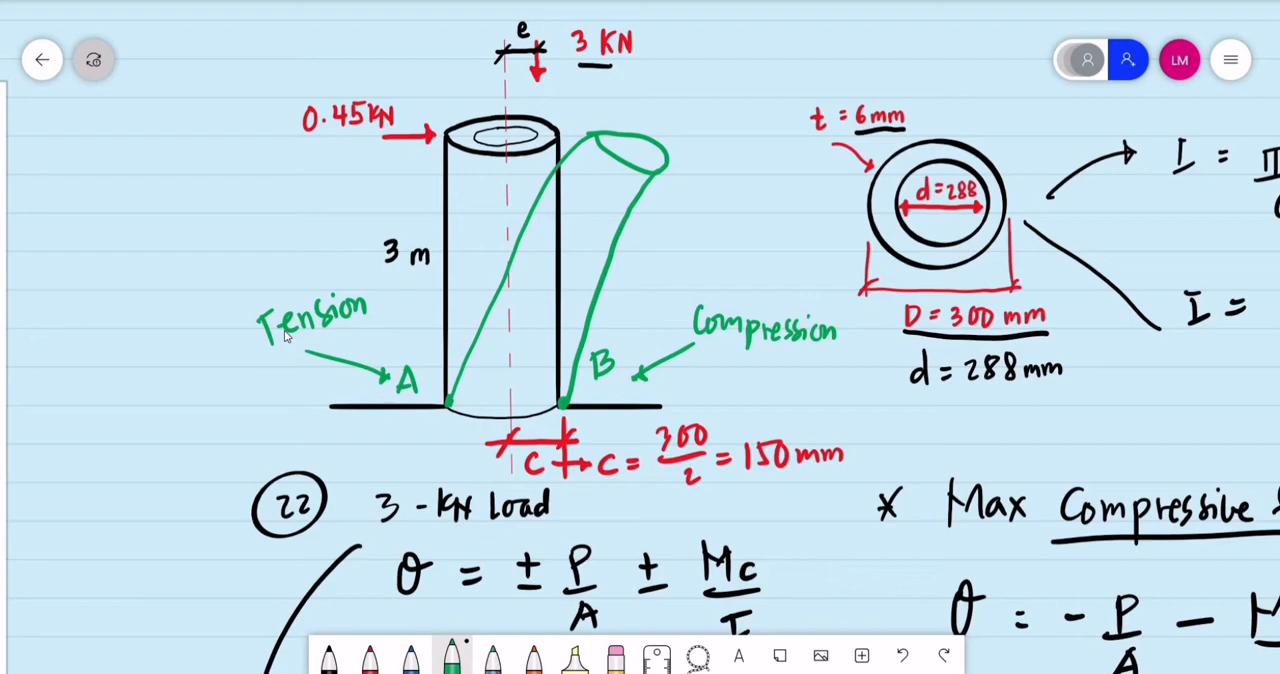 e
3 KN
0.45KN
3 m
Tension
A
B
Compression
C
C = 300/2 = 150 mm
t = 6mm
d = 288
D = 300 mm
d = 288 mm
I = π
I =
LM
22
3 - KN Load
σ = ± P/A ± Mc/I
* Max Compressive
σ = - P/A - M
A